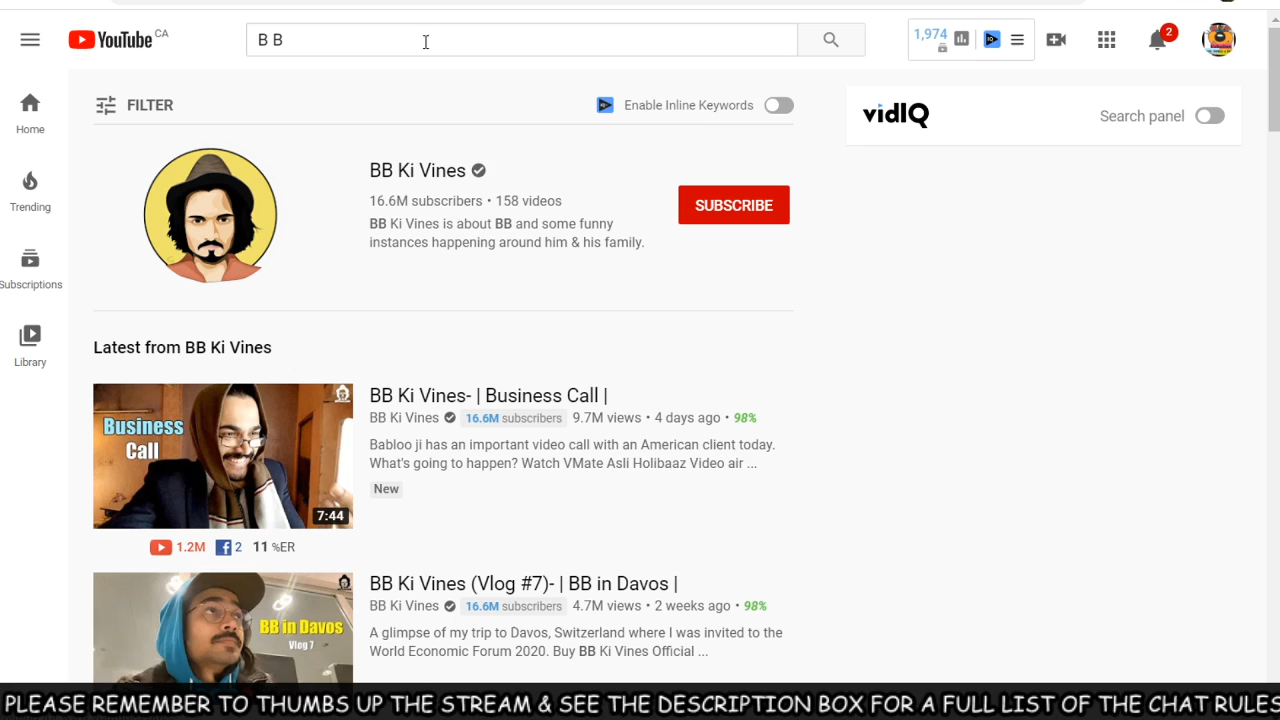 YouTube CA
B B
1,974
2
Home
Trending
Subscriptions
Library
FILTER
Enable Inline Keywords
vidIQ
Search panel
BB Ki Vines
16.6M subscribers • 158 videos
BB Ki Vines is about BB and some funny
instances happening around him & his family.
SUBSCRIBE
Latest from BB Ki Vines
Business
Call
7:44
BB Ki Vines- | Business Call |
BB Ki Vines 16.6M subscribers 9.7M views • 4 days ago • 98%
Babloo ji has an important video call with an American client today.
What's going to happen? Watch VMate Asli Holibaaz Video air ...
New
1.2M 2 11 %ER
BB in Davos
Vlog 7
BB Ki Vines (Vlog #7)- | BB in Davos |
BB Ki Vines 16.6M subscribers 4.7M views • 2 weeks ago • 98%
A glimpse of my trip to Davos, Switzerland where I was invited to the
World Economic Forum 2020. Buy BB Ki Vines Official ...
PLEASE REMEMBER TO THUMBS UP THE STREAM & SEE THE DESCRIPTION BOX FOR A FULL LIST OF THE CHAT RULES